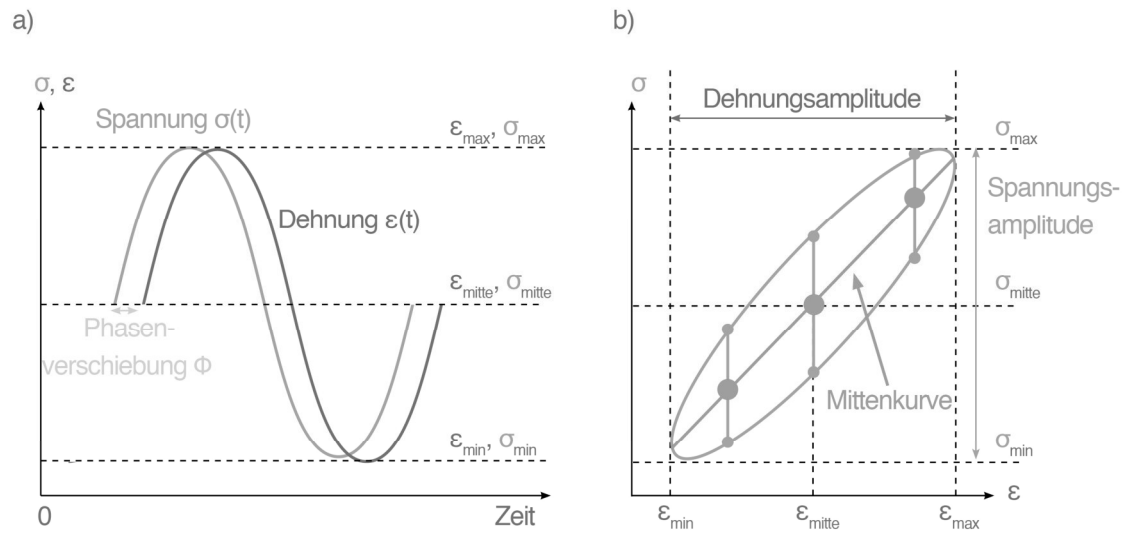 a)
σ, ε
Spannung σ(t)
ε_max, σ_max
Dehnung ε(t)
ε_mitte, σ_mitte
Phasen-
verschiebung Φ
ε_min, σ_min
0
Zeit
b)
σ
Dehnungsamplitude
σ_max
Spannungs-
amplitude
σ_mitte
Mittenkurve
σ_min
ε
ε_min
ε_mitte
ε_max